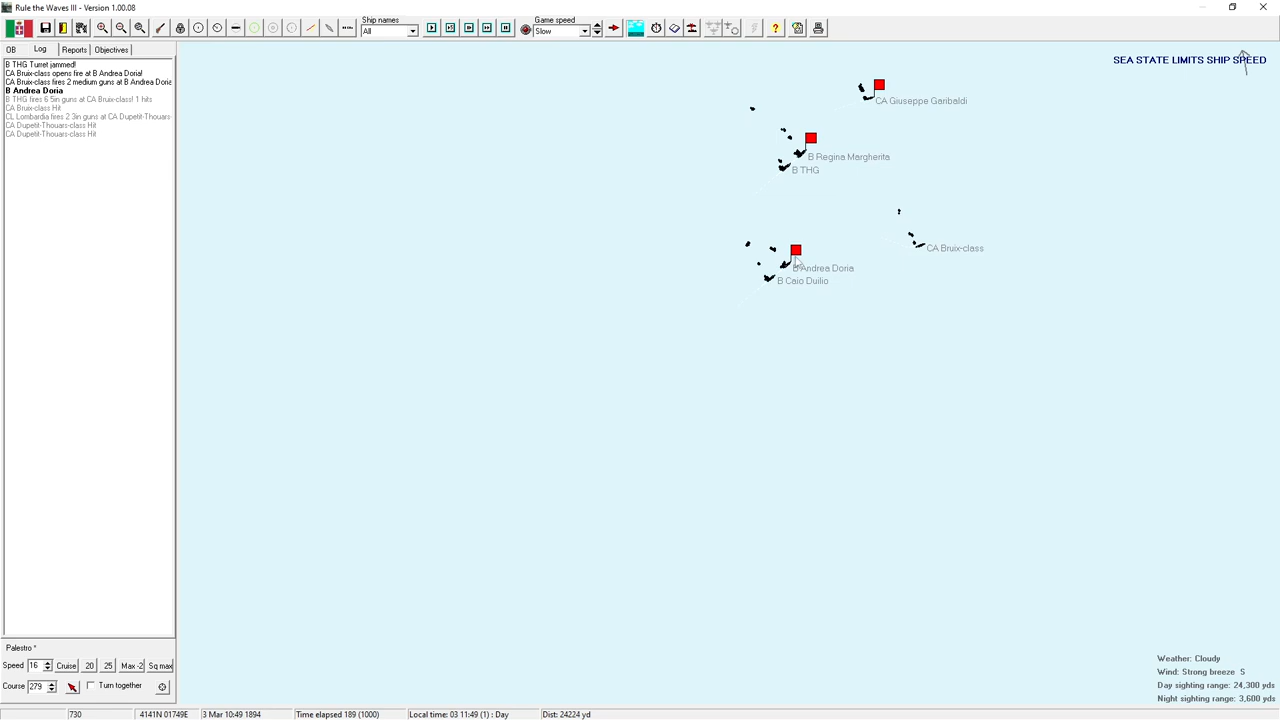 Rule the Waves III - Version 1.00.08
Ship names
All
Game speed
Slow
OB Log Reports Objectives
B THG Turret jammed!
CA Bruix-class opens fire at B Andrea Doria!
CA Bruix-class fires 2 medium guns at B Andrea Doria
B Andrea Doria
B THG fires 6 5in guns at CA Bruix-class! 1 hits
CA Bruix-class Hit
CL Lombardia fires 2 3in guns at CA Dupetit-Thouars-
CA Dupetit-Thouars-class Hit
CA Dupetit-Thouars-class Hit
SEA STATE LIMITS SHIP SPEED
CA Giuseppe Garibaldi
B Regina Margherita
B THG
CA Bruix-class
B Andrea Doria
B Caio Duilio
Palestro *
Speed 16 Cruise 20 25 Max -2 Sq max
Course 279 Turn together
Weather: Cloudy
Wind: Strong breeze S
Day sighting range: 24,300 yds
Night sighting range: 3,600 yds
730 4141N 01749E 3 Mar 10:49 1894 Time elapsed 189 (1000) Local time: 03 11:49 (1) : Day Dist: 24224 yd